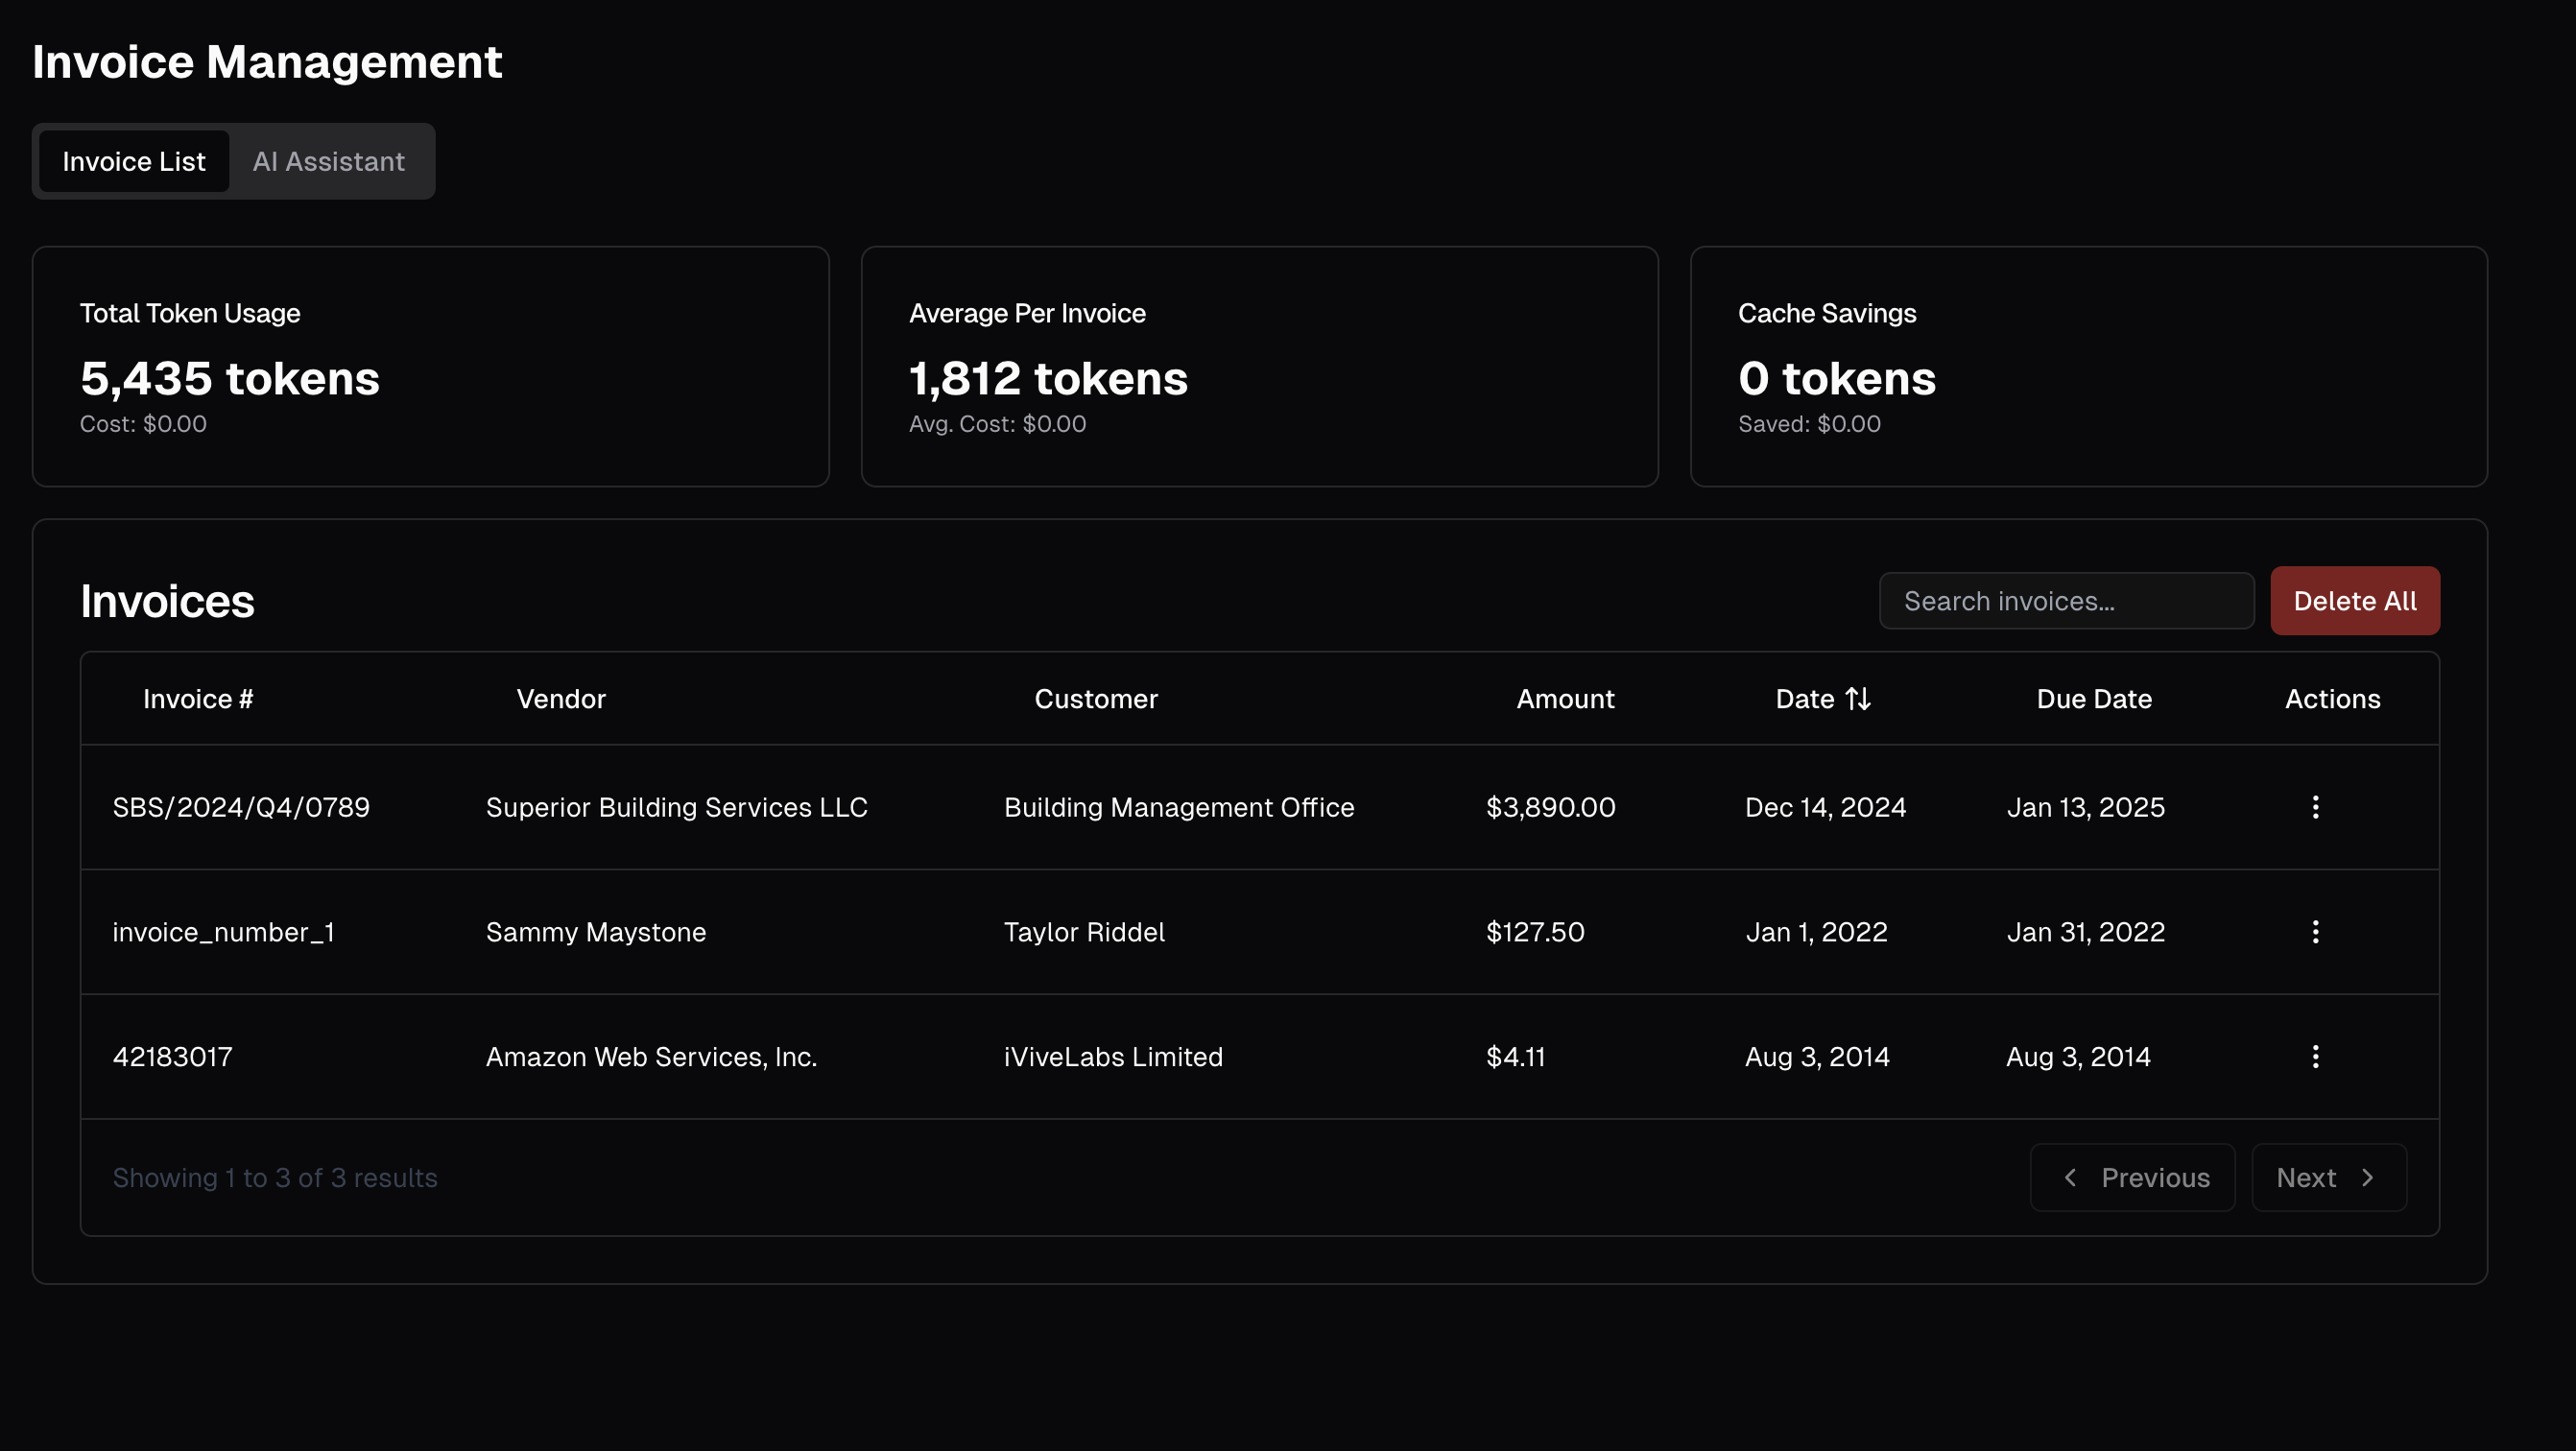 Invoice Management
Invoice List AI Assistant
Total Token Usage
5,435 tokens
Cost: $0.00
Average Per Invoice
1,812 tokens
Avg. Cost: $0.00
Cache Savings
0 tokens
Saved: $0.00
Invoices
Search invoices...
Delete All
Invoice # Vendor Customer Amount Date Due Date Actions
SBS/2024/Q4/0789 Superior Building Services LLC Building Management Office $3,890.00 Dec 14, 2024 Jan 13, 2025
invoice_number_1 Sammy Maystone Taylor Riddel $127.50 Jan 1, 2022 Jan 31, 2022
42183017 Amazon Web Services, Inc. iViveLabs Limited $4.11 Aug 3, 2014 Aug 3, 2014
Showing 1 to 3 of 3 results
Previous Next